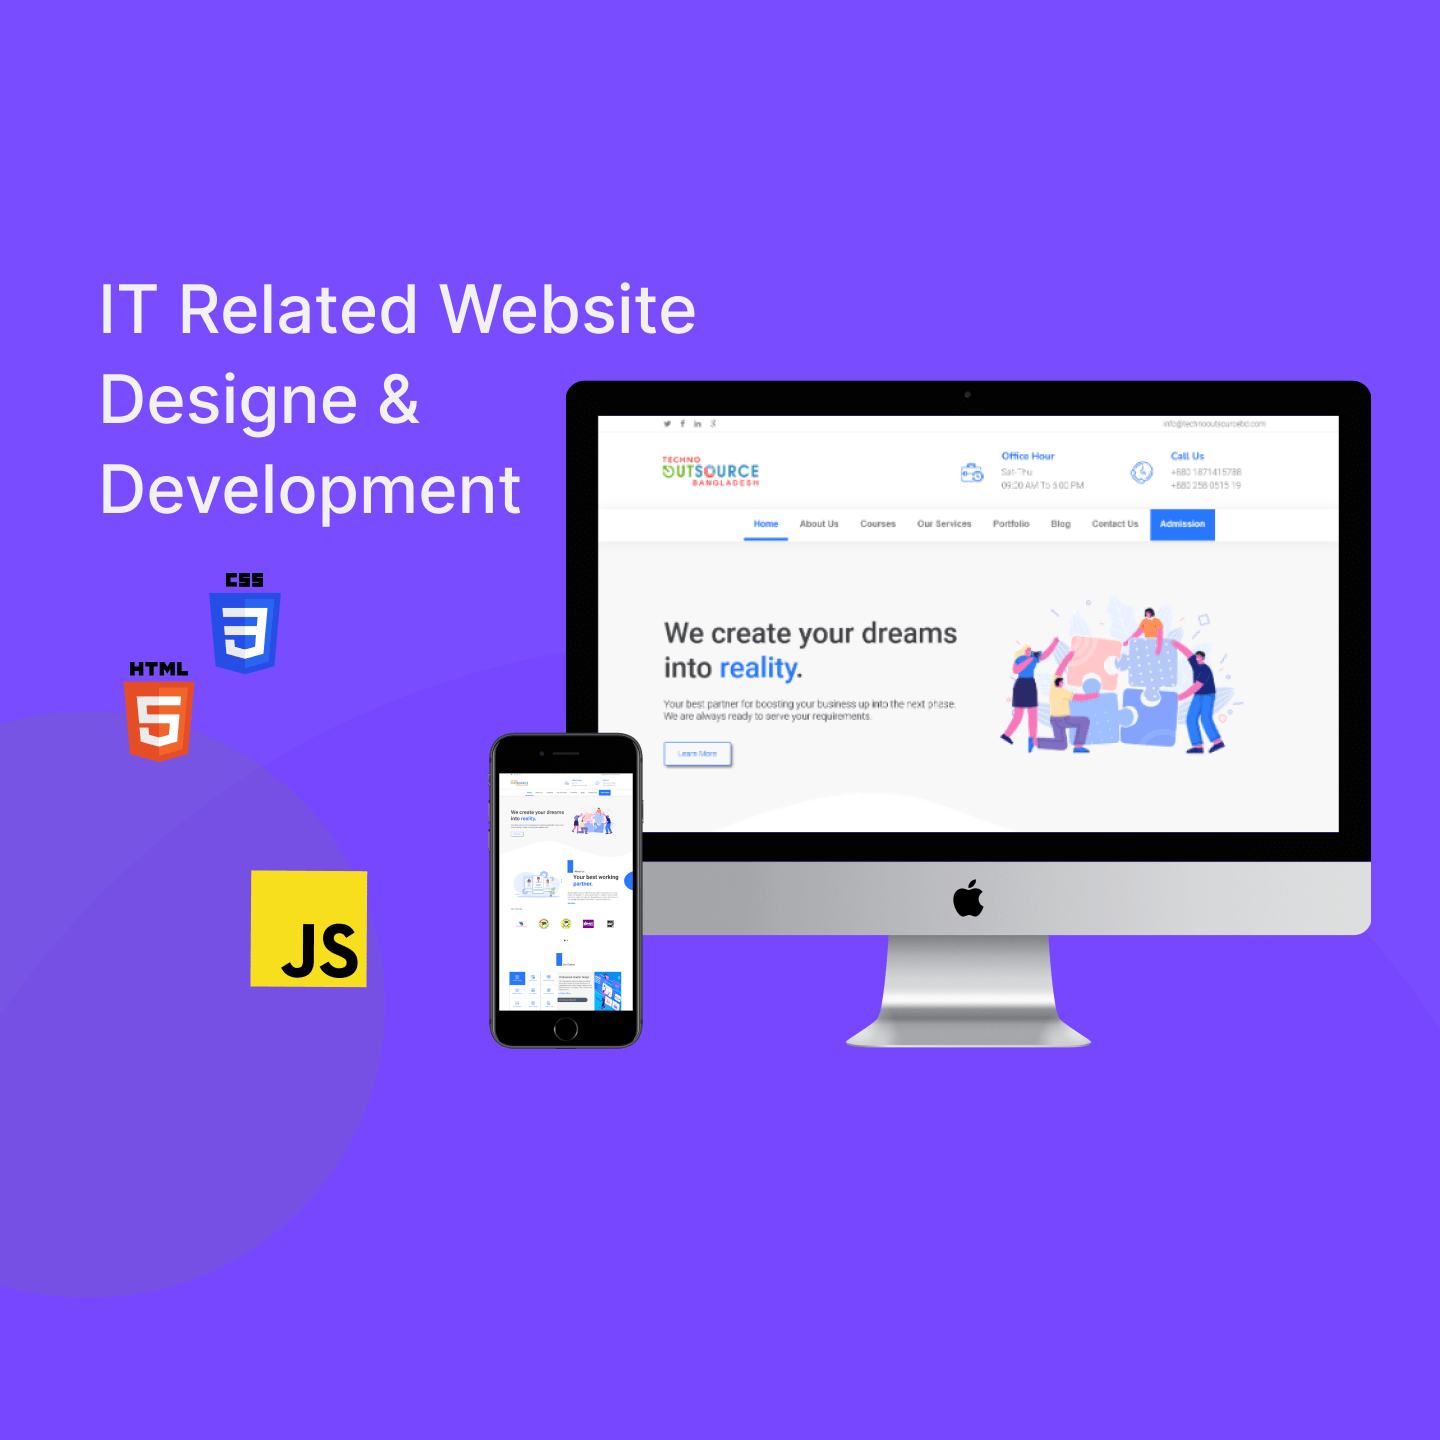 IT Related Website
Designe &
Development
CSS
HTML
JS
info@technooutsourcebd.com
TECHNO
OUTSOURCE
BANGLADESH
Office Hour
Sat-Thu
09:00 AM To 5:00 PM
Call Us
+880 1871415788
Home About Us Courses Our Services Portfolio Blog Contact Us Admission
We create your dreams
into reality.
Your best partner for boosting your business up into the next phase.
We are always ready to serve your requirements.
Learn More
We create your dreams
into reality.
Your best working
partner.